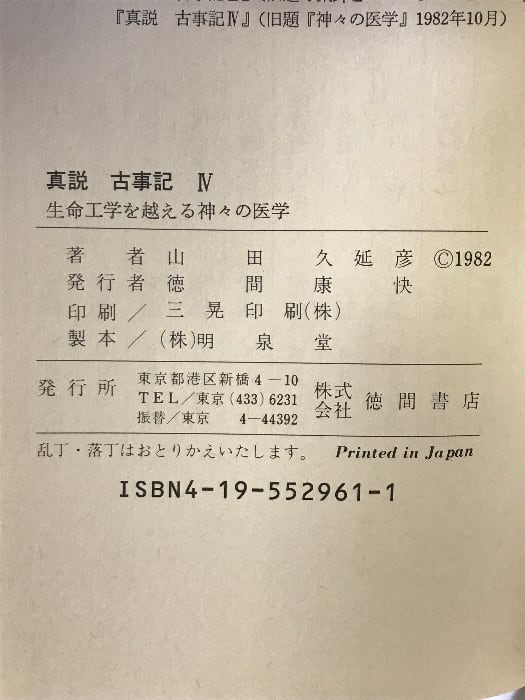 『真説　古事記Ⅳ』(旧題『神々の医学』1982年10月)
真説　古事記　Ⅳ
生命工学を越える神々の医学
著者 山田久延彦 ©1982
発行者 徳間康快
印刷／三晃印刷(株)
製本／(株)明泉堂
発行所
東京都港区新橋4－10
TEL／東京(433)6231
振替／東京　4－44392
株式会社 徳間書店
乱丁・落丁はおとりかえいたします。 Printed in Japan
ISBN4-19-552961-1